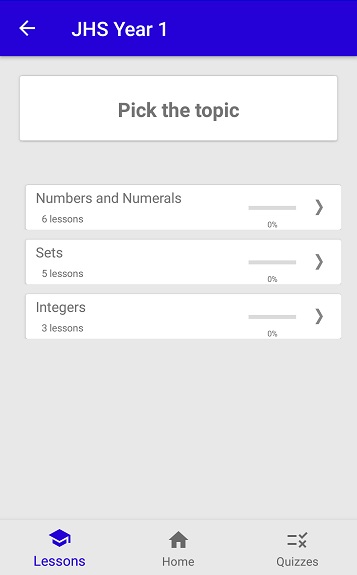 JHS Year 1
Pick the topic
Numbers and Numerals
6 lessons
0%
Sets
5 lessons
0%
Integers
3 lessons
0%
Lessons
Home
Quizzes